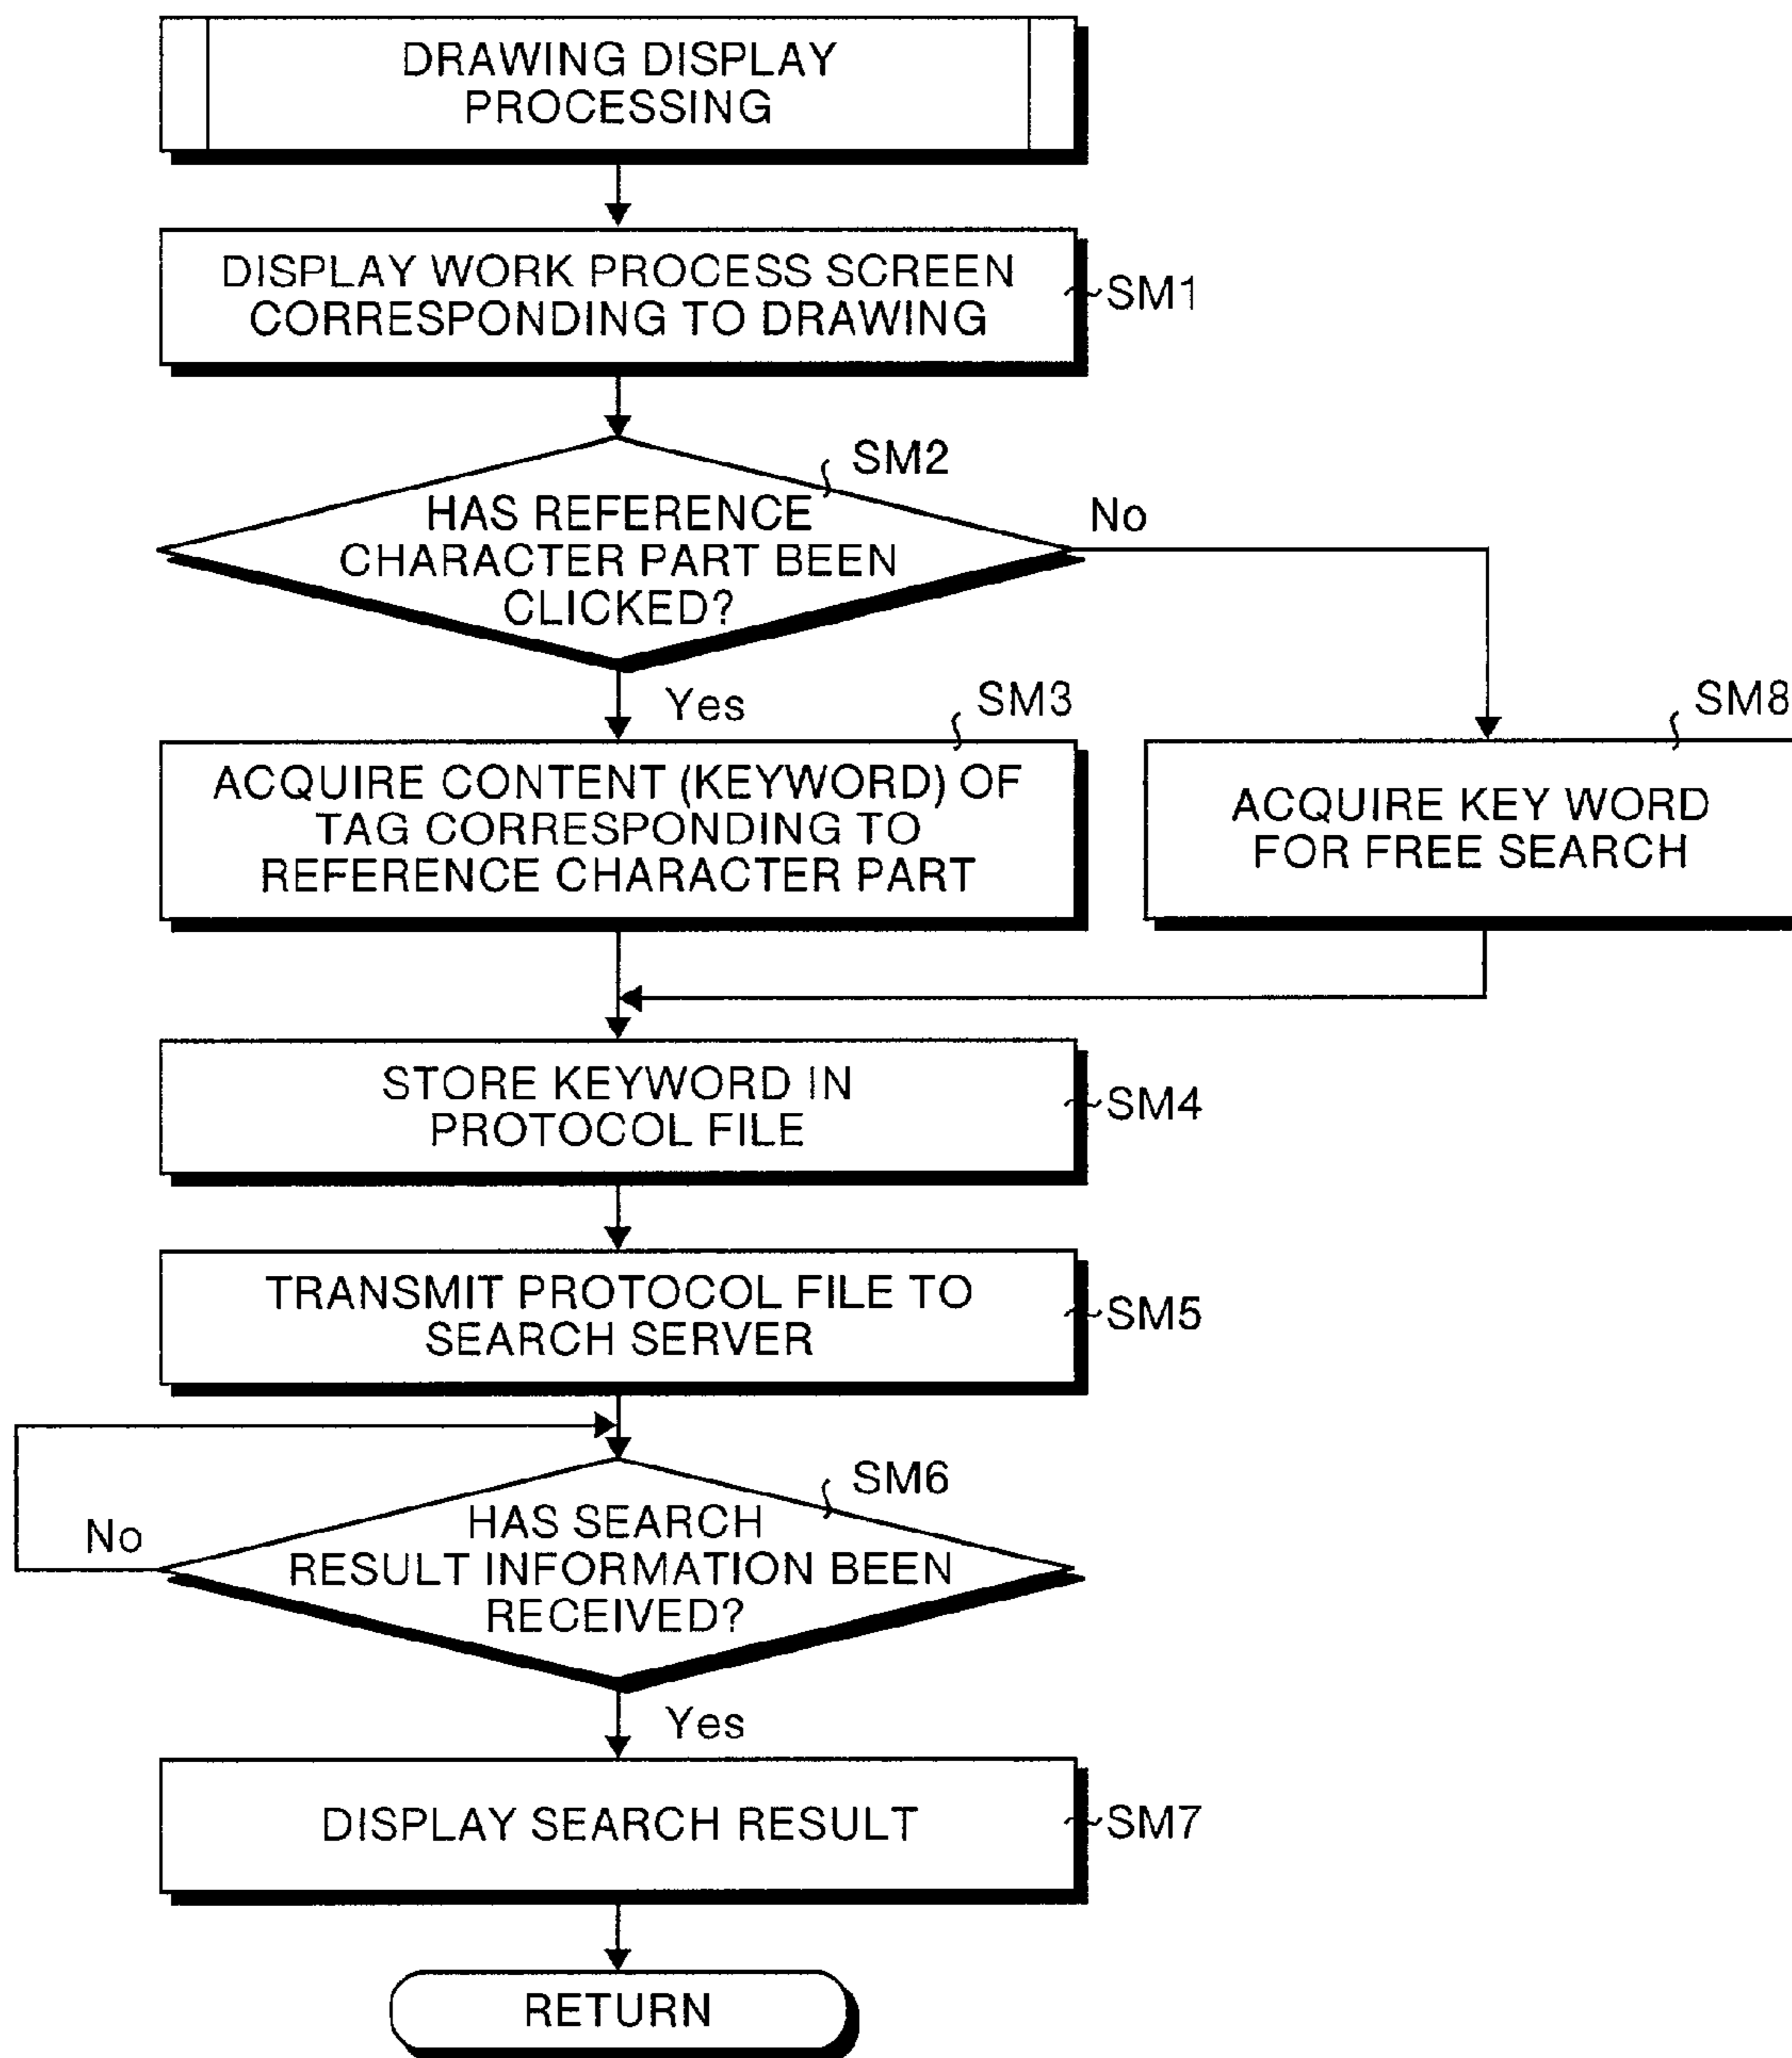 DRAWING DISPLAY
PROCESSING
DISPLAY WORK PROCESS SCREEN
CORRESPONDING TO DRAWING
SM1
SM2
HAS REFERENCE
CHARACTER PART BEEN
CLICKED?
No
Yes
SM3
ACQUIRE CONTENT (KEYWORD) OF
TAG CORRESPONDING TO
REFERENCE CHARACTER PART
SM8
ACQUIRE KEY WORD
FOR FREE SEARCH
STORE KEYWORD IN
PROTOCOL FILE
SM4
TRANSMIT PROTOCOL FILE TO
SEARCH SERVER
SM5
SM6
HAS SEARCH
RESULT INFORMATION BEEN
RECEIVED?
No
Yes
DISPLAY SEARCH RESULT
SM7
RETURN